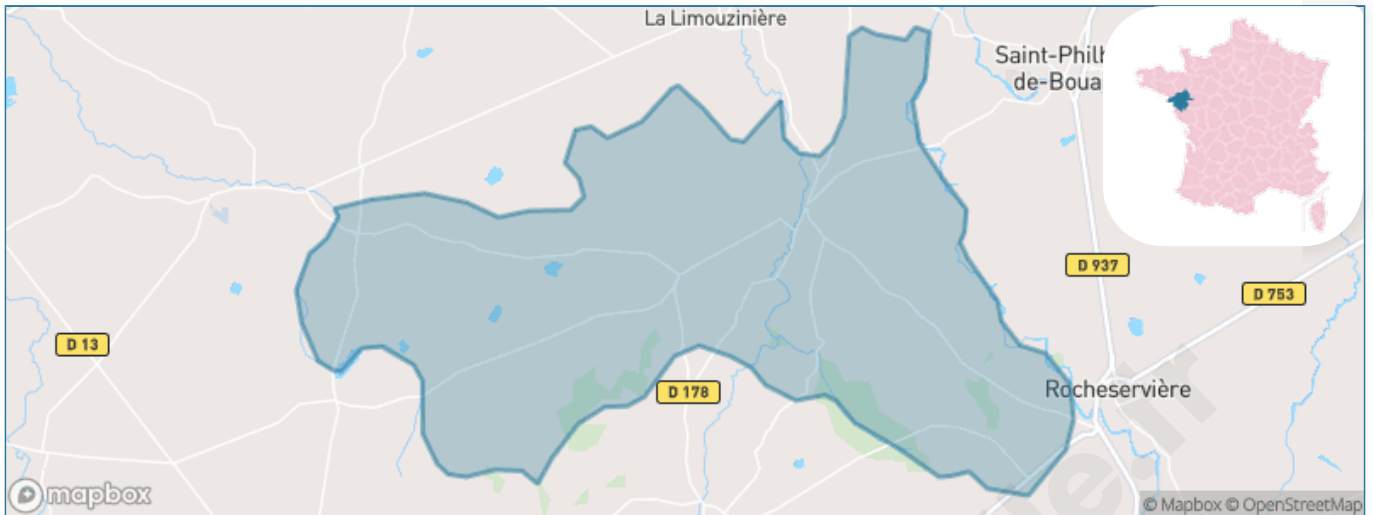 La Limouzinière
Saint-Philb
de-Boua
D 937
D 753
D 13
D 178
Rocheservière
mapbox
© Mapbox © OpenStreetMap